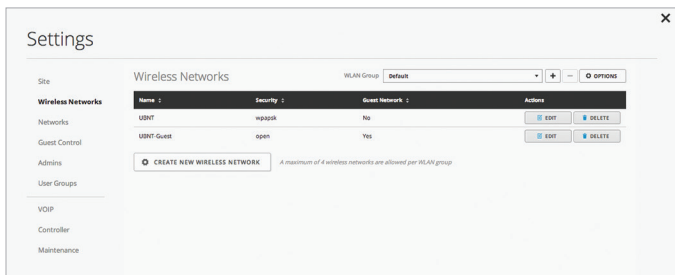 ×
Settings
Site
Wireless Networks
Networks
Guest Control
Admins
User Groups
VOIP
Controller
Maintenance
Wireless Networks
WLAN Group Default + − OPTIONS
Name Security Guest Network Actions
UBNT wpapsk No EDIT DELETE
UBNT-Guest open Yes EDIT DELETE
CREATE NEW WIRELESS NETWORK A maximum of 4 wireless networks are allowed per WLAN group